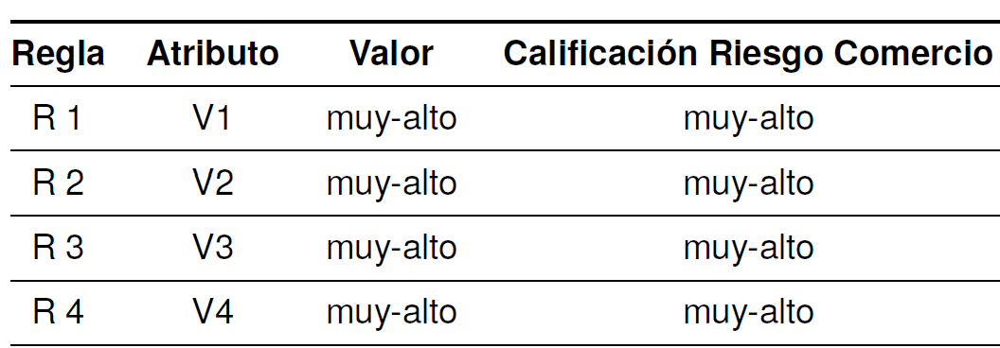 Regla Atributo Valor Calificación Riesgo Comercio
R 1 V1 muy-alto muy-alto
R 2 V2 muy-alto muy-alto
R 3 V3 muy-alto muy-alto
R 4 V4 muy-alto muy-alto